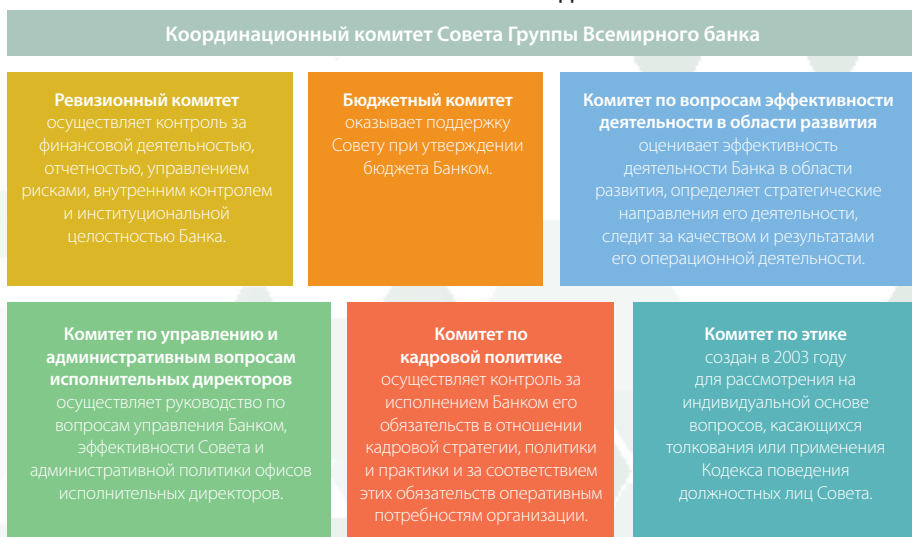 Координационный комитет Совета Группы Всемирного банка
Ревизионный комитет
осуществляет контроль за
финансовой деятельностью,
отчетностью, управлением
рисками, внутренним контролем
и институциональной
целостностью Банка.
Бюджетный комитет
оказывает поддержку
Совету при утверждении
бюджета Банком.
Комитет по вопросам эффективности
деятельности в области развития
оценивает эффективность
деятельности Банка в области
развития, определяет стратегические
направления его деятельности,
следит за качеством и результатами
его операционной деятельности.
Комитет по управлению и
административным вопросам
исполнительных директоров
осуществляет руководство по
вопросам управления Банком,
эффективности Совета и
административной политики офисов
исполнительных директоров.
Комитет по
кадровой политике
осуществляет контроль за
исполнением Банком его
обязательств в отношении
кадровой стратегии, политики
и практики и за соответствием
этих обязательств оперативным
потребностям организации.
Комитет по этике
создан в 2003 году
для рассмотрения на
индивидуальной основе
вопросов, касающихся
толкования или применения
Кодекса поведения
должностных лиц Совета.